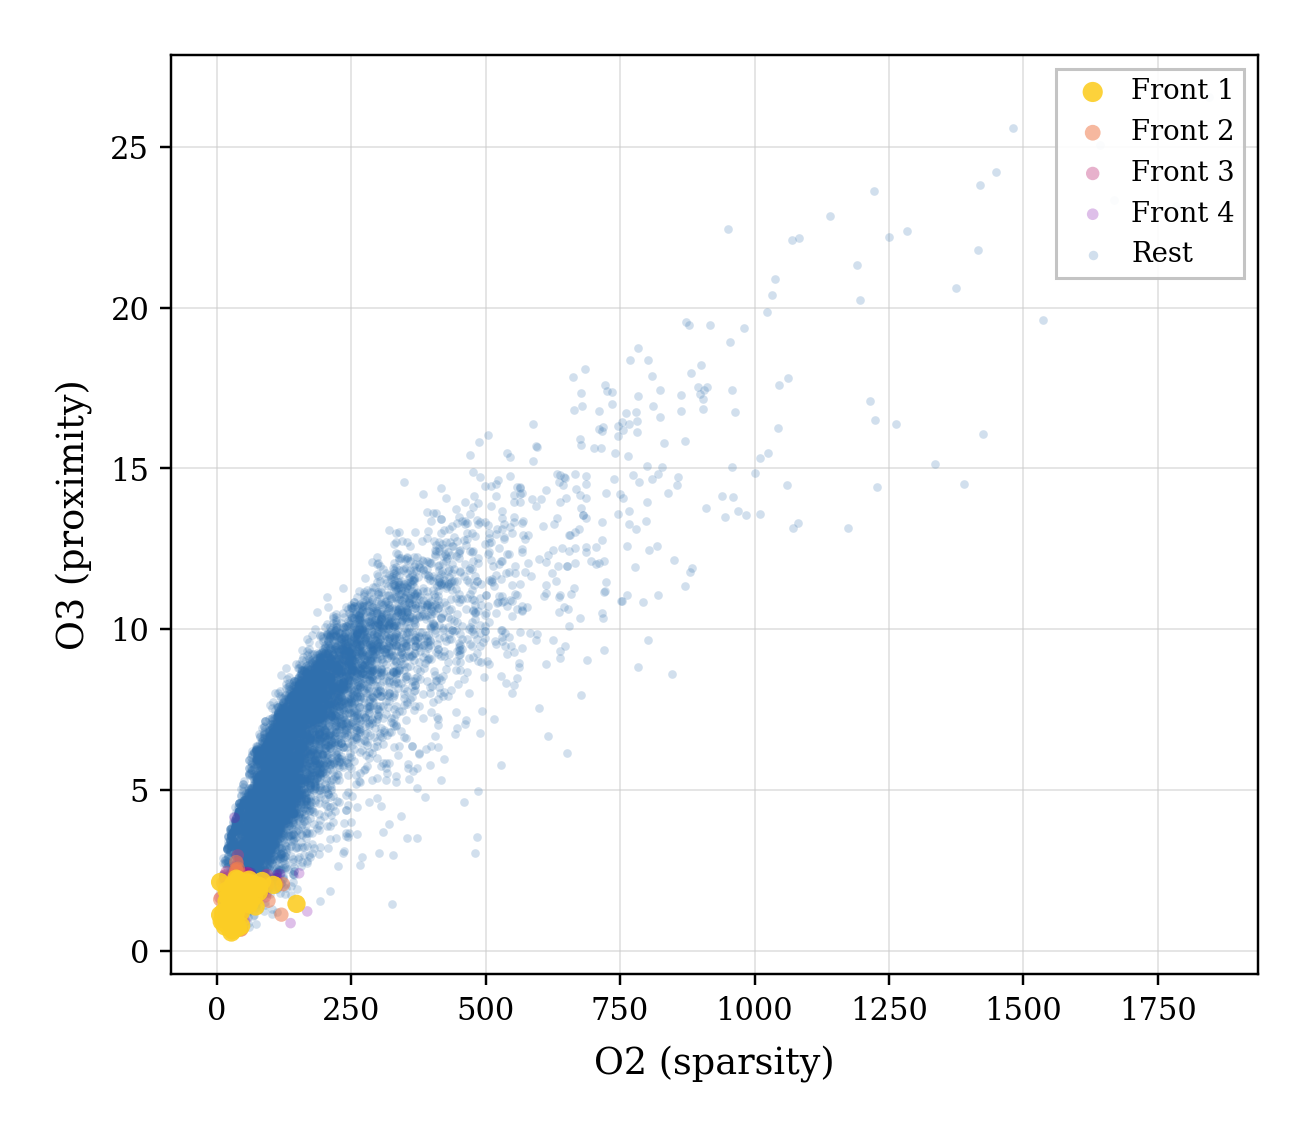 Front 1
Front 2
Front 3
Front 4
Rest
25
20
15
10
5
0
O3 (proximity)
0 250 500 750 1000 1250 1500 1750
O2 (sparsity)